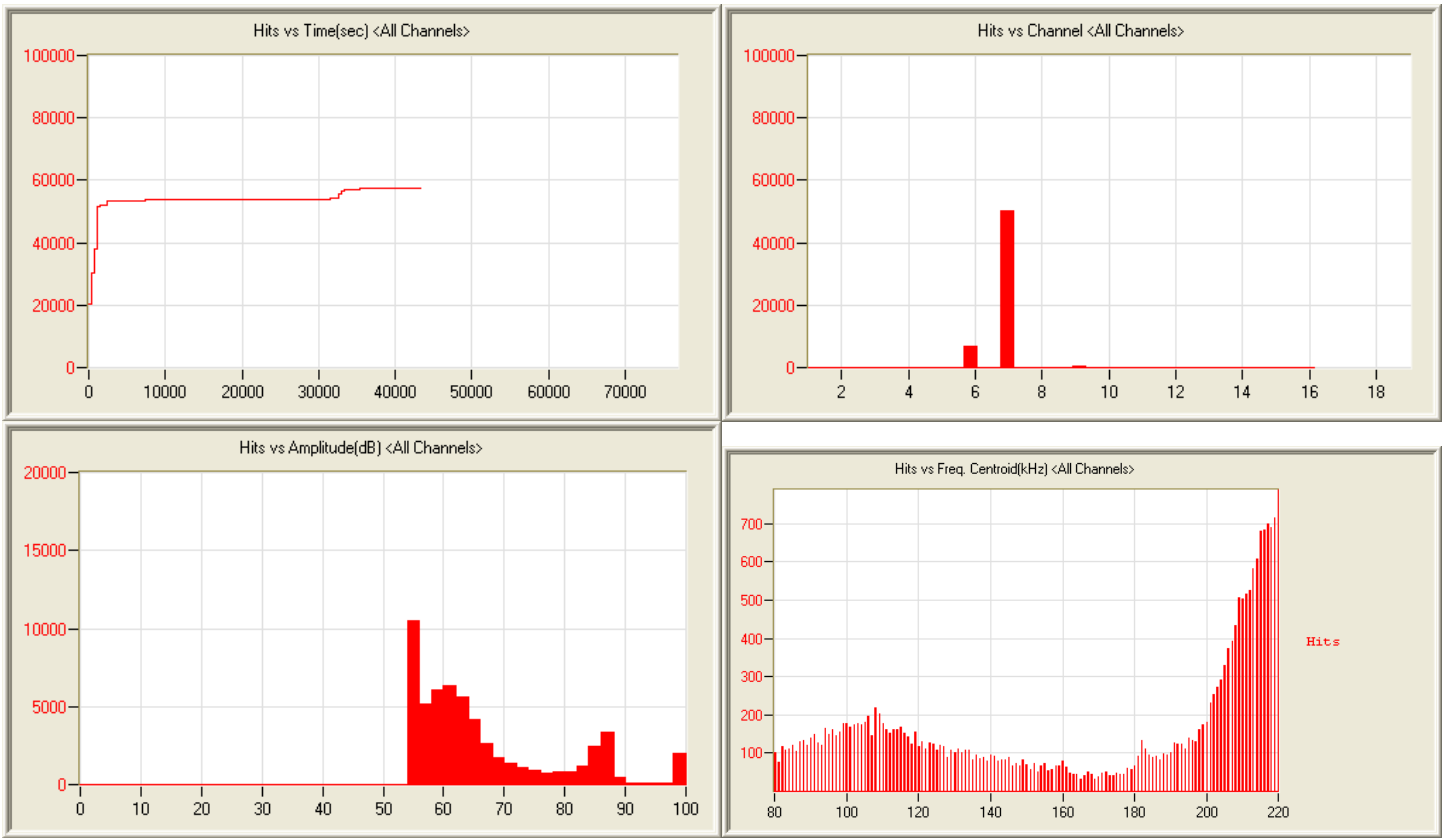 Hits vs Time(sec) <All Channels>
100000
80000
60000
40000
20000
0
0 10000 20000 30000 40000 50000 60000 70000
Hits vs Channel <All Channels>
100000
80000
60000
40000
20000
0
2 4 6 8 10 12 14 16 18
Hits vs Amplitude(dB) <All Channels>
20000
15000
10000
5000
0
0 10 20 30 40 50 60 70 80 90 100
Hits vs Freq. Centroid(kHz) <All Channels>
700
600
500
400
300
200
100
80 100 120 140 160 180 200 220
Hits